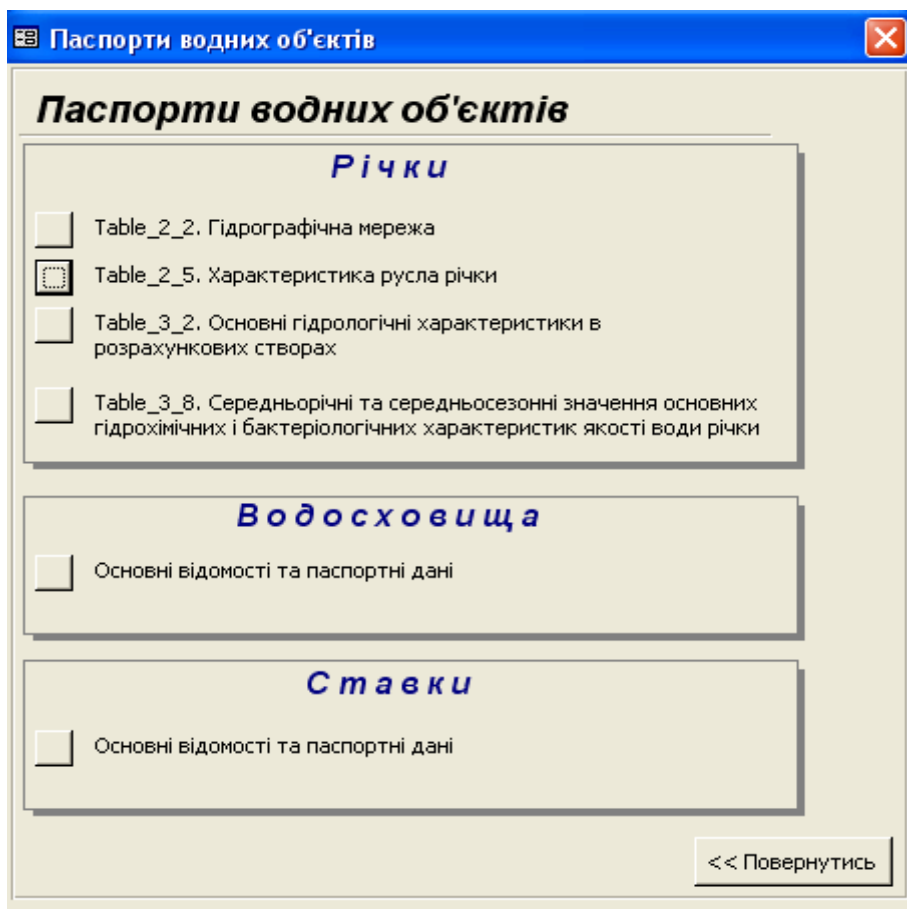 Паспорти водних об'єктів
Паспорти водних об'єктів
Річки
Table_2_2. Гідрографічна мережа
Table_2_5. Характеристика русла річки
Table_3_2. Основні гідрологічні характеристики в
розрахункових створах
Table_3_8. Середньорічні та середньосезонні значення основних
гідрохімічних і бактеріологічних характеристик якості води річки
Водосховища
Основні відомості та паспортні дані
Ставки
Основні відомості та паспортні дані
<< Повернутись